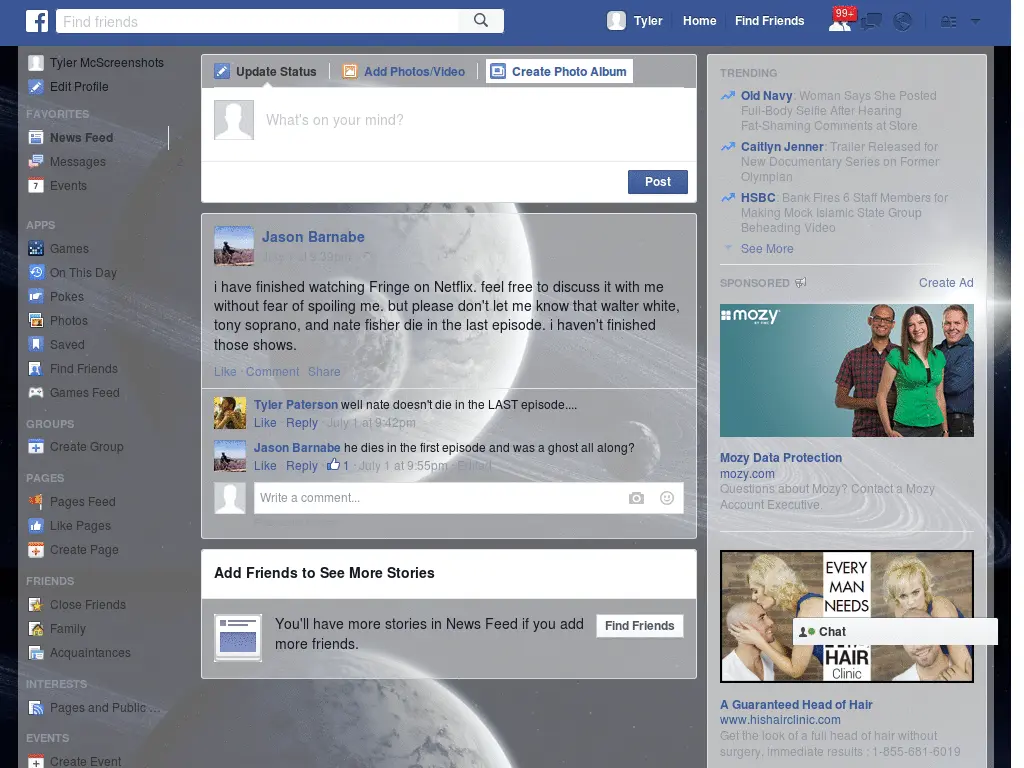 Find friends
Tyler Home Find Friends 99+
Tyler McScreenshots
Edit Profile
FAVORITES
News Feed
Messages 2
Events
APPS
Games
On This Day
Pokes
Photos
Saved
Find Friends
Games Feed
GROUPS
Create Group
PAGES
Pages Feed
Like Pages
Create Page
FRIENDS
Close Friends
Family
Acquaintances
INTERESTS
Pages and Public ...
EVENTS
Create Event
Update Status Add Photos/Video Create Photo Album
What's on your mind?
Post
Jason Barnabe
July 1 at 9:33pm
i have finished watching Fringe on Netflix. feel free to discuss it with me
without fear of spoiling me. but please don't let me know that walter white,
tony soprano, and nate fisher die in the last episode. i haven't finished
those shows.
Like · Comment Share
Tyler Paterson well nate doesn't die in the LAST episode....
Like · Reply · July 1 at 9:42pm
Jason Barnabe he dies in the first episode and was a ghost all along?
Like · Reply · 1 · July 1 at 9:55pm · Edited
Write a comment...
Add Friends to See More Stories
You'll have more stories in News Feed if you add
more friends.
Find Friends
TRENDING
Old Navy: Woman Says She Posted
Full-Body Selfie After Hearing
Fat-Shaming Comments at Store
Caitlyn Jenner: Trailer Released for
New Documentary Series on Former
Olympian
HSBC: Bank Fires 6 Staff Members for
Making Mock Islamic State Group
Beheading Video
See More
SPONSORED Create Ad
mozy
Mozy Data Protection
mozy.com
Questions about Mozy? Contact a Mozy
Account Executive.
EVERY
MAN
NEEDS
HAIR
Clinic
Chat
A Guaranteed Head of Hair
www.hishairclinic.com
Get the look of a full head of hair without
surgery, immediate results : 1-855-681-6019